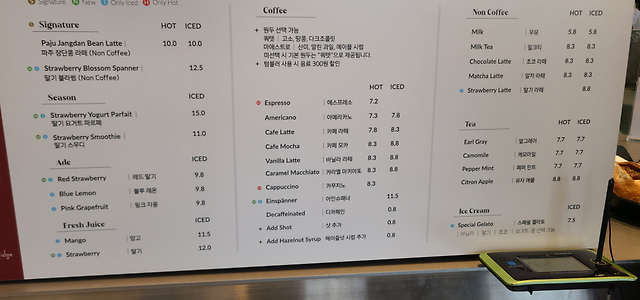 Signature New Only Iced Only Hot
Signature HOT ICED
Paju Jangdan Bean Latte | 10.0 10.0
파주 장단콩 라떼 (Non Coffee)
Strawberry Blossom Spanner | 12.5
딸기 블라썸 (Non Coffee)
Season ICED
Strawberry Yogurt Parfait | 15.0
딸기 요거트 파르페
Strawberry Smoothie | 11.0
딸기 스무디
Ade ICED
Red Strawberry | 레드 딸기 9.8
Blue Lemon | 블루 레몬 9.8
Pink Grapefruit | 핑크 자몽 9.8
Fresh Juice ICED
Mango | 망고 11.5
Strawberry | 딸기 12.0
Coffee
+ 원두 선택 가능
쿼텟 | 고소, 땅콩, 다크초콜릿
마에스트로 | 산미, 말린 과일, 메이플 시럽
미선택 시 기본 원두는 "쿼텟"으로 제공됩니다.
+ 텀블러 사용 시 음료 300원 할인
HOT ICED
Espresso | 에스프레소 7.2
Americano | 아메리카노 7.3 7.8
Cafe Latte | 카페 라떼 7.8 8.3
Cafe Mocha | 카페 모카 8.3 8.8
Vanilla Latte | 바닐라 라떼 8.3 8.8
Caramel Macchiato | 카라멜 마키아또 8.3 8.8
Cappuccino | 카푸치노 8.3
Einspänner | 아인슈페너 11.5
Decaffeinated | 디카페인 0.8
+ Add Shot | 샷 추가 0.8
+ Add Hazelnut Syrup | 헤이즐넛 시럽 추가 0.8
Non Coffee HOT ICED
Milk | 우유 5.8 5.8
Milk Tea | 밀크티 8.3 8.3
Chocolate Latte | 초코 라떼 8.3 8.3
Matcha Latte | 말차 라떼 8.3 8.3
Strawberry Latte | 딸기 라떼 8.8
Tea HOT ICED
Earl Gray | 얼그레이 7.7 7.7
Camomile | 캐모마일 7.7 7.7
Pepper Mint | 페퍼 민트 7.7 7.7
Citron Apple | 유자 애플 8.8 8.8
Ice Cream ICED
Special Gelato | 스페셜 젤라또 7.5